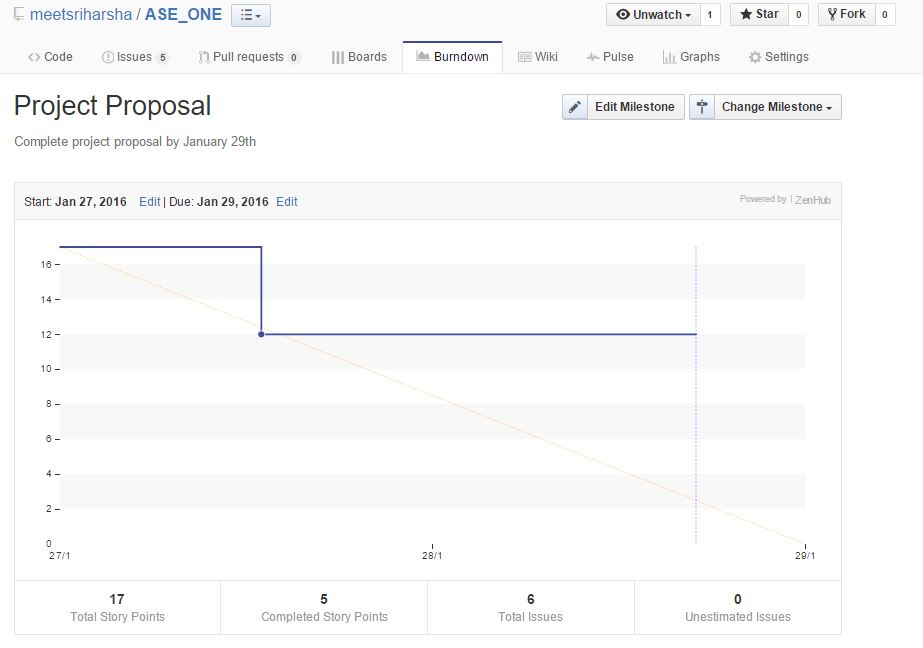 meetsriharsha / ASE_ONE Unwatch 1 Star 0 Fork 0
Code Issues 5 Pull requests 0 Boards Burndown Wiki Pulse Graphs Settings
Project Proposal Edit Milestone Change Milestone
Complete project proposal by January 29th
Start: Jan 27, 2016 Edit | Due: Jan 29, 2016 Edit Powered by | ZenHub
16
14
12
10
8
6
4
2
0
27/1 28/1 29/1
17 5 6 0
Total Story Points Completed Story Points Total Issues Unestimated Issues